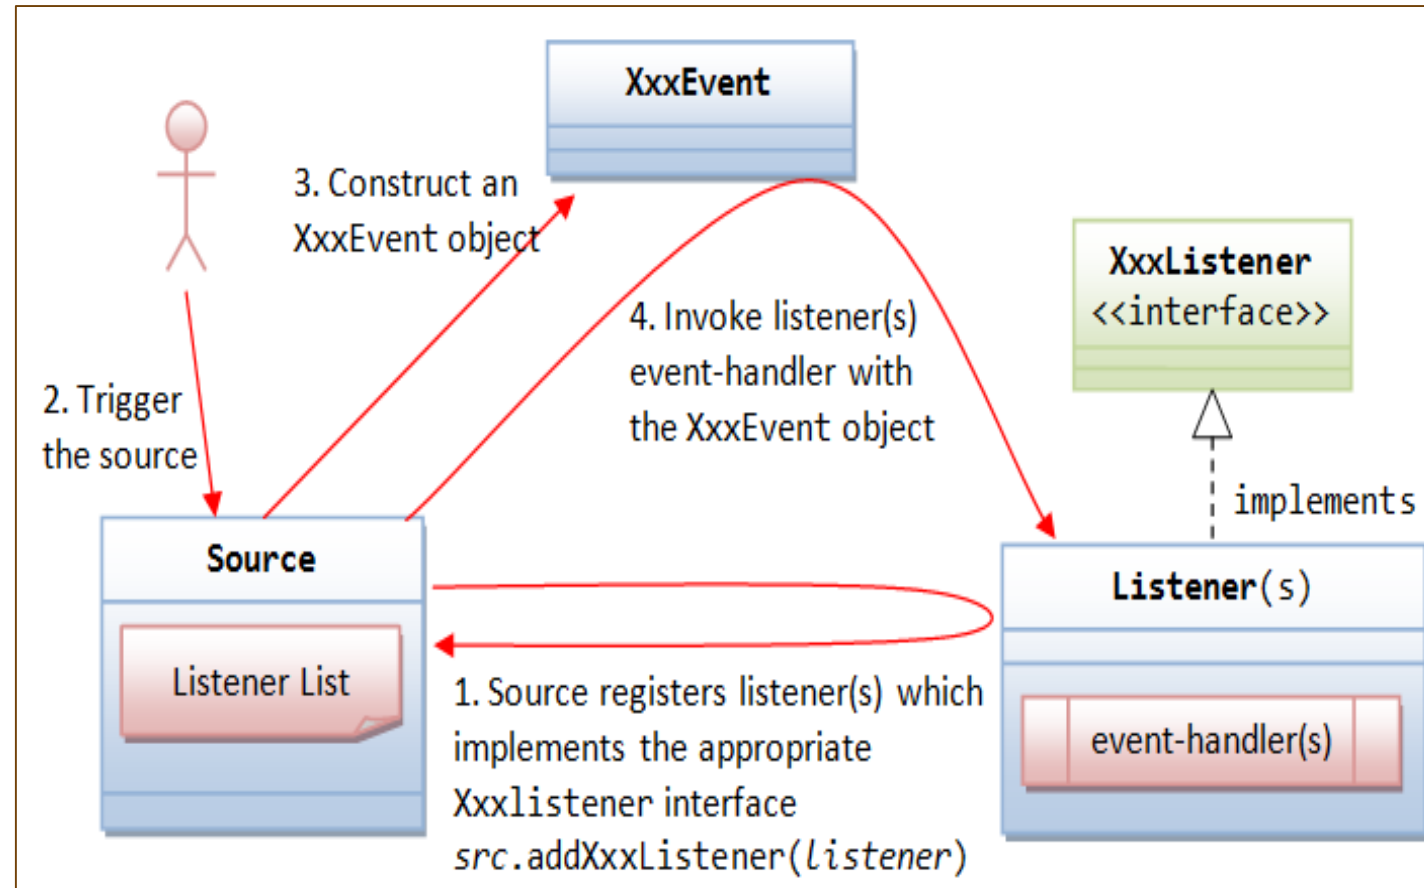 XxxEvent
3. Construct an
XxxEvent object
XxxListener
<<interface>>
4. Invoke listener(s)
event-handler with
the XxxEvent object
2. Trigger
the source
implements
Source
Listener(s)
Listener List
1. Source registers listener(s) which
implements the appropriate
Xxxlistener interface
src.addXxxListener(listener)
event-handler(s)